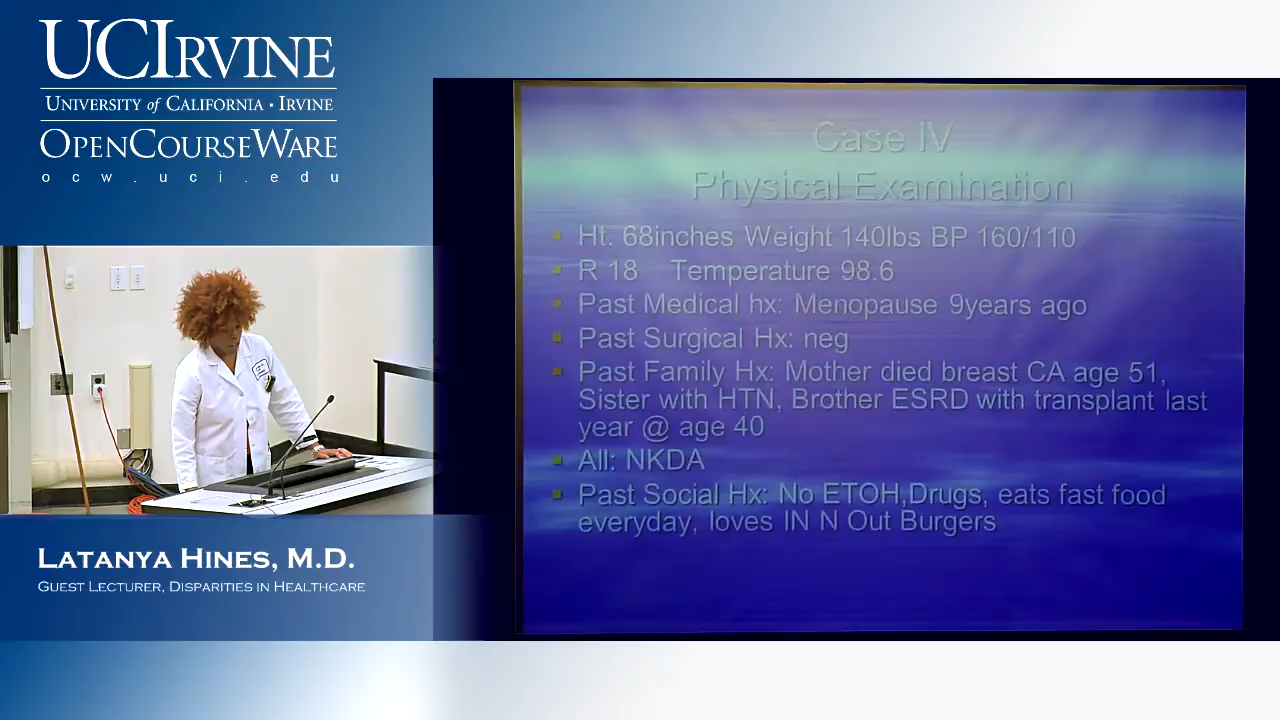 UCIRVINE
UNIVERSITY of CALIFORNIA · IRVINE
OPENCOURSEWARE
ocw.uci.edu
Case IV
Physical Examination
Ht. 68inches Weight 140lbs BP 160/110
R 18 Temperature 98.6
Past Medical hx: Menopause 9years ago
Past Surgical Hx: neg
Past Family Hx: Mother died breast CA age 51,
Sister with HTN, Brother ESRD with transplant last
year @ age 40
All: NKDA
Past Social Hx: No ETOH,Drugs, eats fast food
everyday, loves IN N Out Burgers
LATANYA HINES, M.D.
GUEST LECTURER, DISPARITIES IN HEALTHCARE